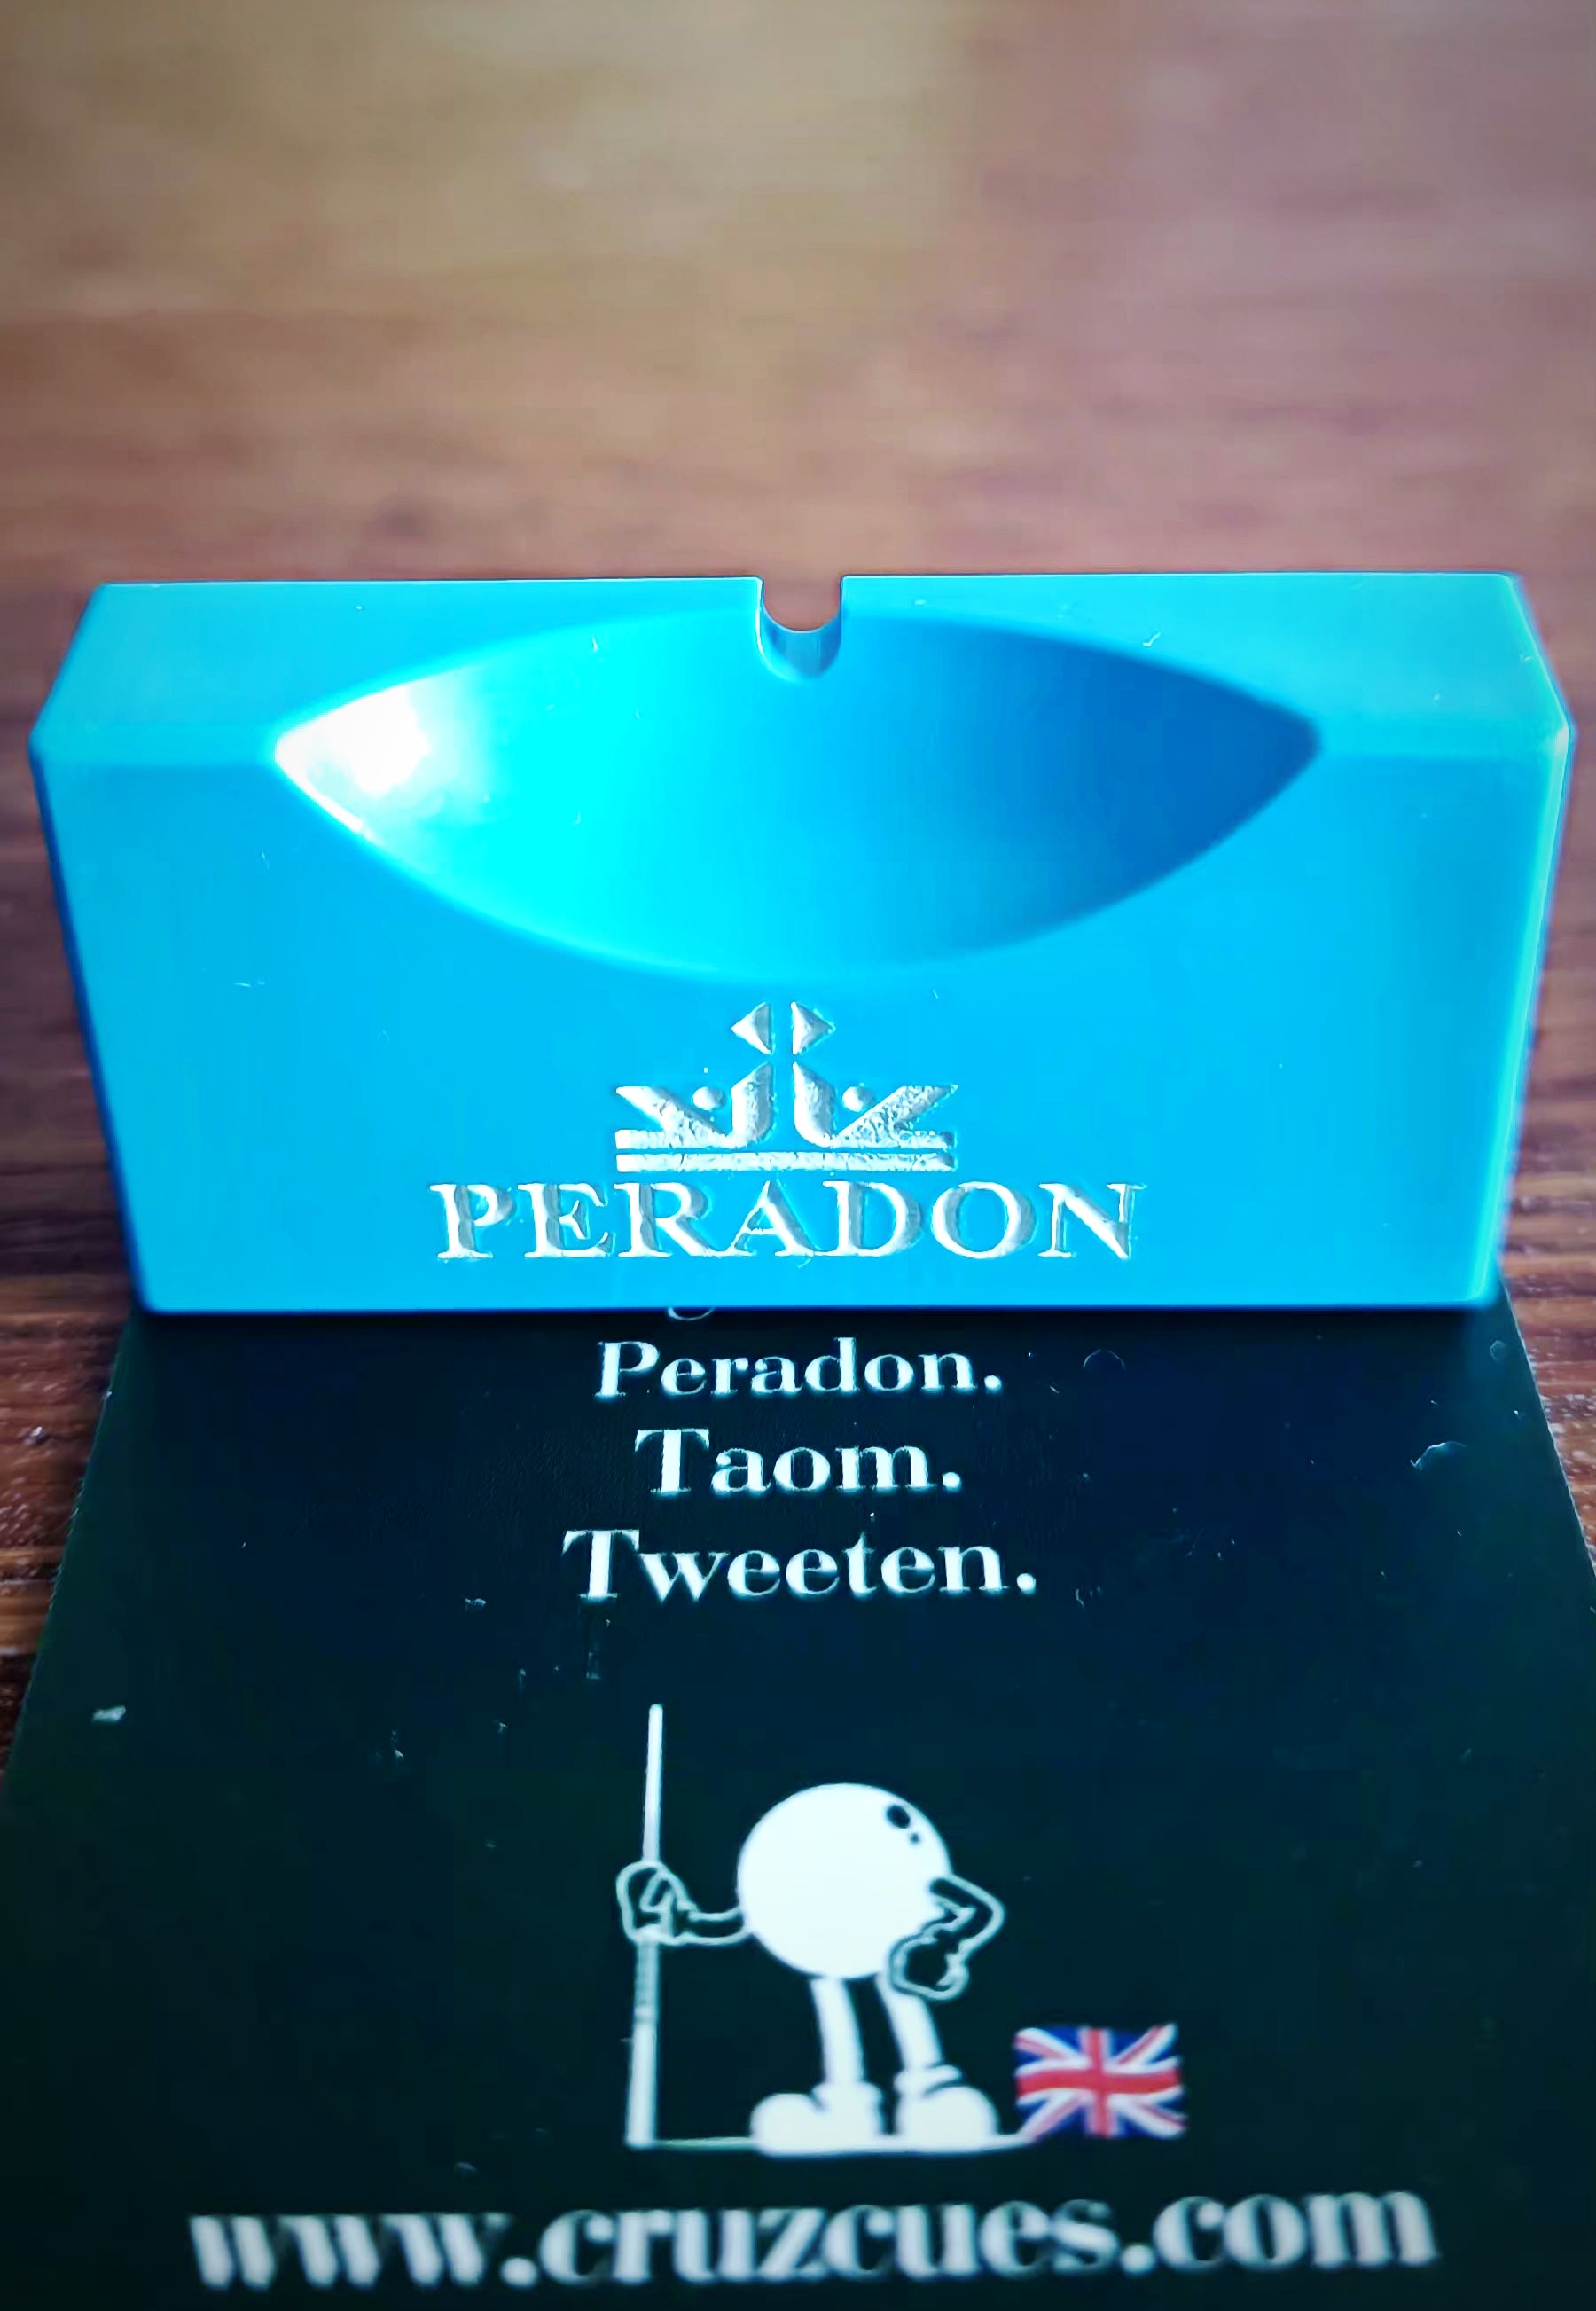 PERADON
Peradon.
Taom.
Tweeten.
www.cruzcues.com